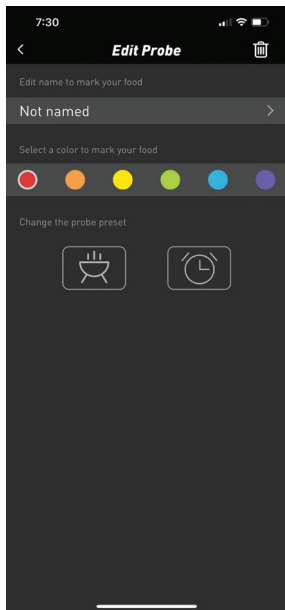 7:30
Edit Probe
Edit name to mark your food
Not named
Select a color to mark your food
Change the probe preset